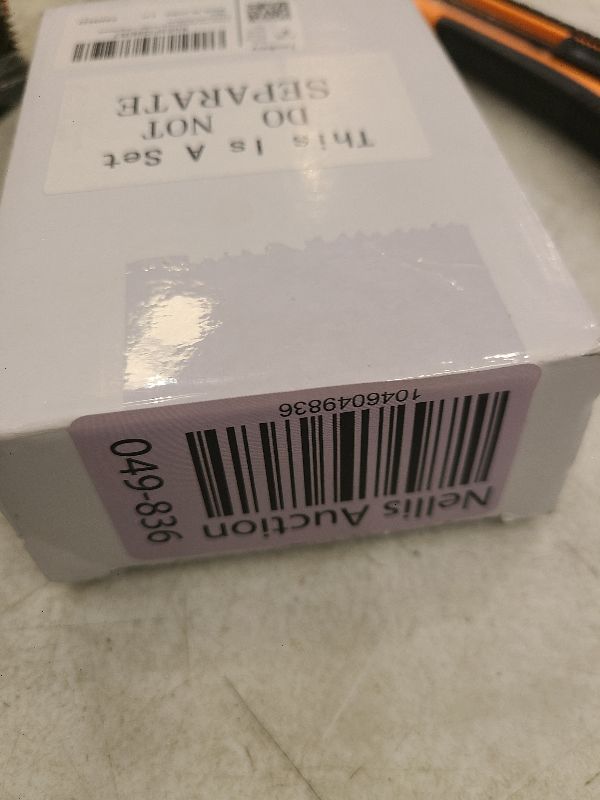 This Is A Set
DO NOT
SEPARATE
Nellis Auction
1046049836
049-836